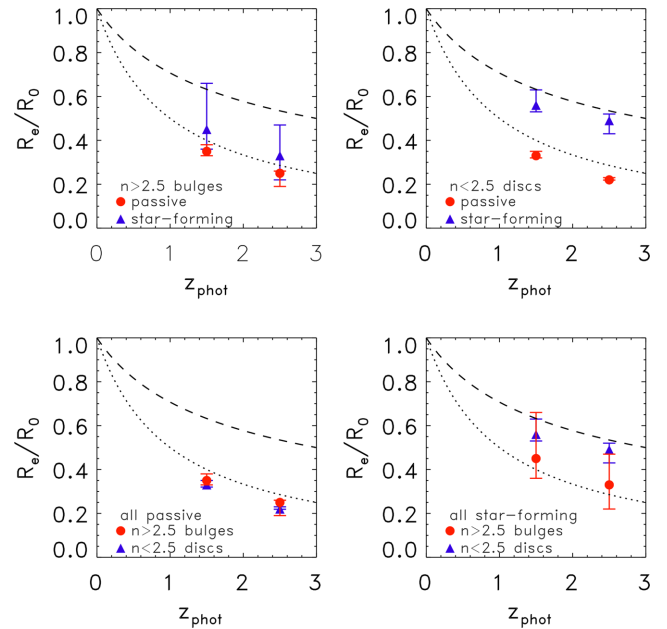 1.0
0.8
0.6
0.4
0.2
0.0
R_e/R_0
n>2.5 bulges
passive
star-forming
0 1 2 3
z_phot
1.0
0.8
0.6
0.4
0.2
0.0
R_e/R_0
n<2.5 discs
passive
star-forming
0 1 2 3
z_phot
1.0
0.8
0.6
0.4
0.2
0.0
R_e/R_0
all passive
n>2.5 bulges
n<2.5 discs
0 1 2 3
z_phot
1.0
0.8
0.6
0.4
0.2
0.0
R_e/R_0
all star-forming
n>2.5 bulges
n<2.5 discs
0 1 2 3
z_phot